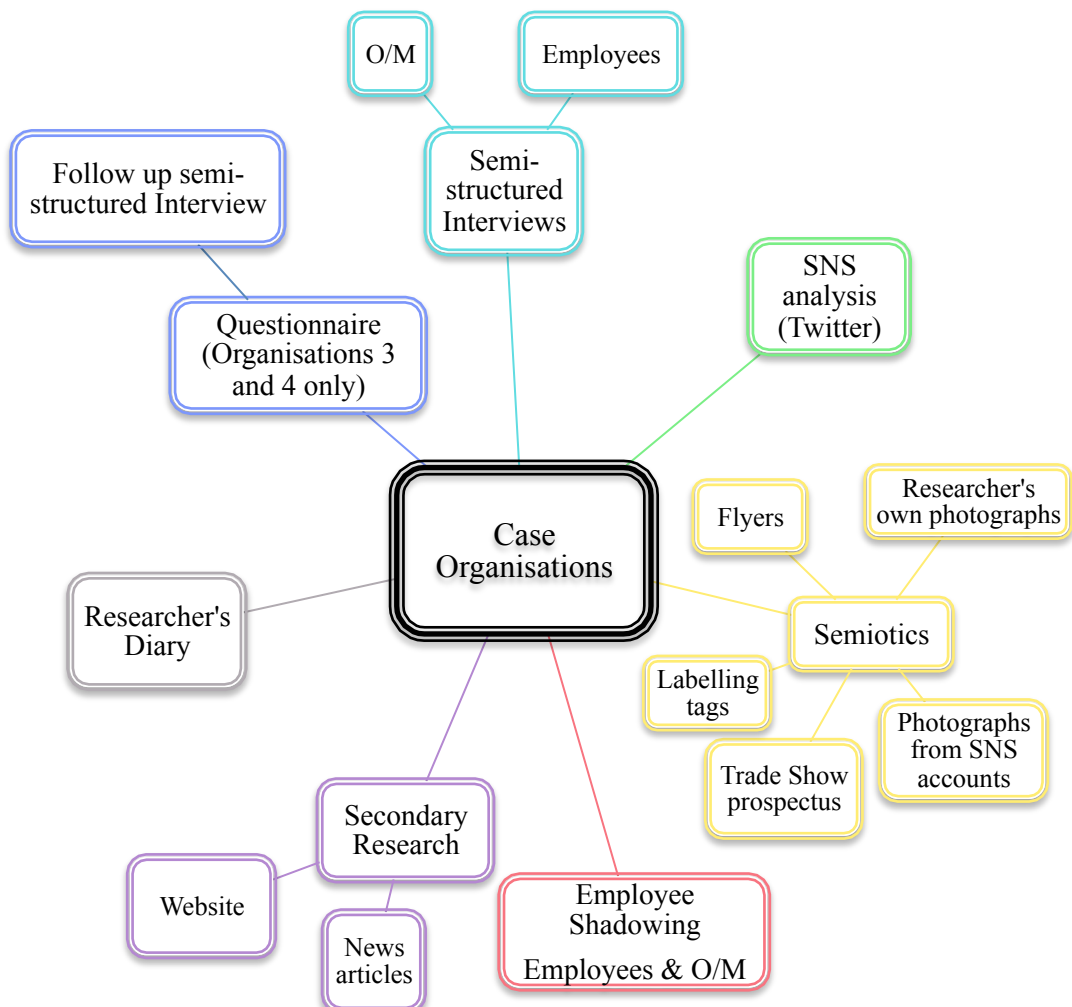 O/M
Employees
Semi-
structured
Interviews
Follow up semi-
structured Interview
Questionnaire
(Organisations 3
and 4 only)
SNS
analysis
(Twitter)
Case
Organisations
Flyers
Researcher's
own photographs
Semiotics
Labelling
tags
Trade Show
prospectus
Photographs
from SNS
accounts
Researcher's
Diary
Secondary
Research
Website
News
articles
Employee
Shadowing
Employees & O/M